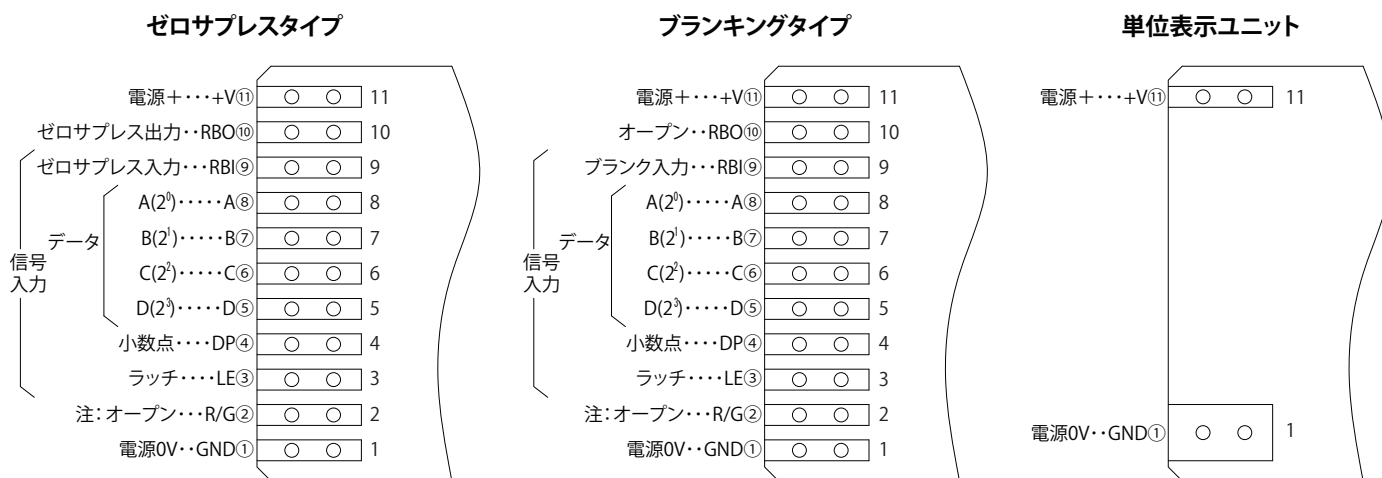 ゼロサプレスタイプ
電源＋・・・+V⑪ 11
ゼロサプレス出力・・RBO⑩ 10
ゼロサプレス入力・・・RBI⑨ 9
A(2⁰)・・・・・A⑧ 8
B(2¹)・・・・・B⑦ 7
C(2²)・・・・・C⑥ 6
D(2³)・・・・・D⑤ 5
小数点・・・・DP④ 4
ラッチ・・・・LE③ 3
注：オープン・・・R/G② 2
電源0V・・GND① 1
データ
信号
入力
ブランキングタイプ
電源＋・・・+V⑪ 11
オープン・・RBO⑩ 10
ブランク入力・・・RBI⑨ 9
A(2⁰)・・・・・A⑧ 8
B(2¹)・・・・・B⑦ 7
C(2²)・・・・・C⑥ 6
D(2³)・・・・・D⑤ 5
小数点・・・・DP④ 4
ラッチ・・・・LE③ 3
注：オープン・・・R/G② 2
電源0V・・GND① 1
データ
信号
入力
単位表示ユニット
電源＋・・・+V⑪ 11
電源0V・・GND① 1